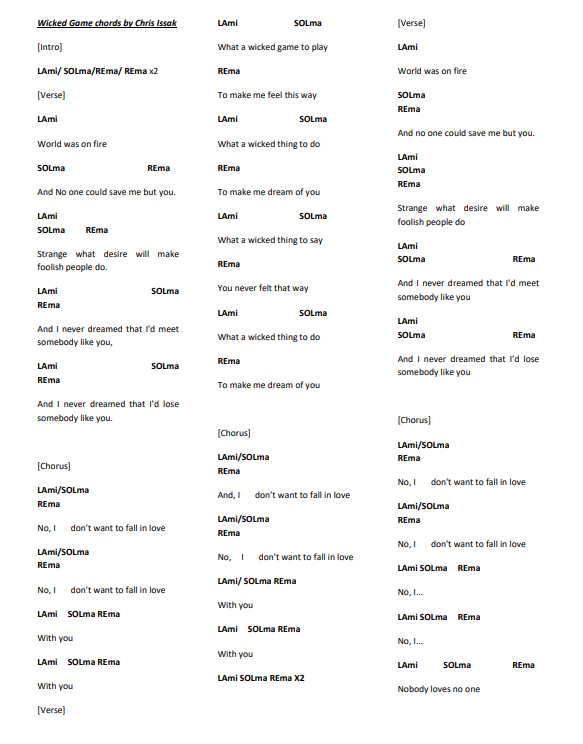 Wicked Game chords by Chris Issak
[Intro]
LAmi/ SOLma/REma/ REma x2
[Verse]
LAmi
World was on fire
SOLma REma
And No one could save me but you.
LAmi
SOLma REma
Strange what desire will make
foolish people do.
LAmi SOLma
REma
And I never dreamed that I'd meet
somebody like you,
LAmi SOLma
REma
And I never dreamed that I'd lose
somebody like you.
[Chorus]
LAmi/SOLma
REma
No, I don't want to fall in love
LAmi/SOLma
REma
No, I don't want to fall in love
LAmi SOLma REma
With you
LAmi SOLma REma
With you
[Verse]
LAmi SOLma
What a wicked game to play
REma
To make me feel this way
LAmi SOLma
What a wicked thing to do
REma
To make me dream of you
LAmi SOLma
What a wicked thing to say
REma
You never felt that way
LAmi SOLma
What a wicked thing to do
REma
To make me dream of you
[Chorus]
LAmi/SOLma
REma
And, I don't want to fall in love
LAmi/SOLma
REma
No, I don't want to fall in love
LAmi/ SOLma REma
With you
LAmi SOLma REma
With you
LAmi SOLma REma X2
[Verse]
LAmi
World was on fire
SOLma
REma
And no one could save me but you.
LAmi
SOLma
REma
Strange what desire will make
foolish people do
LAmi
SOLma REma
And I never dreamed that I'd meet
somebody like you
LAmi
SOLma REma
And I never dreamed that I'd lose
somebody like you
[Chorus]
LAmi/SOLma
REma
No, I don't want to fall in love
LAmi/SOLma
REma
No, I don't want to fall in love
LAmi SOLma REma
No, I...
LAmi SOLma REma
No, I...
LAmi SOLma REma
Nobody loves no one